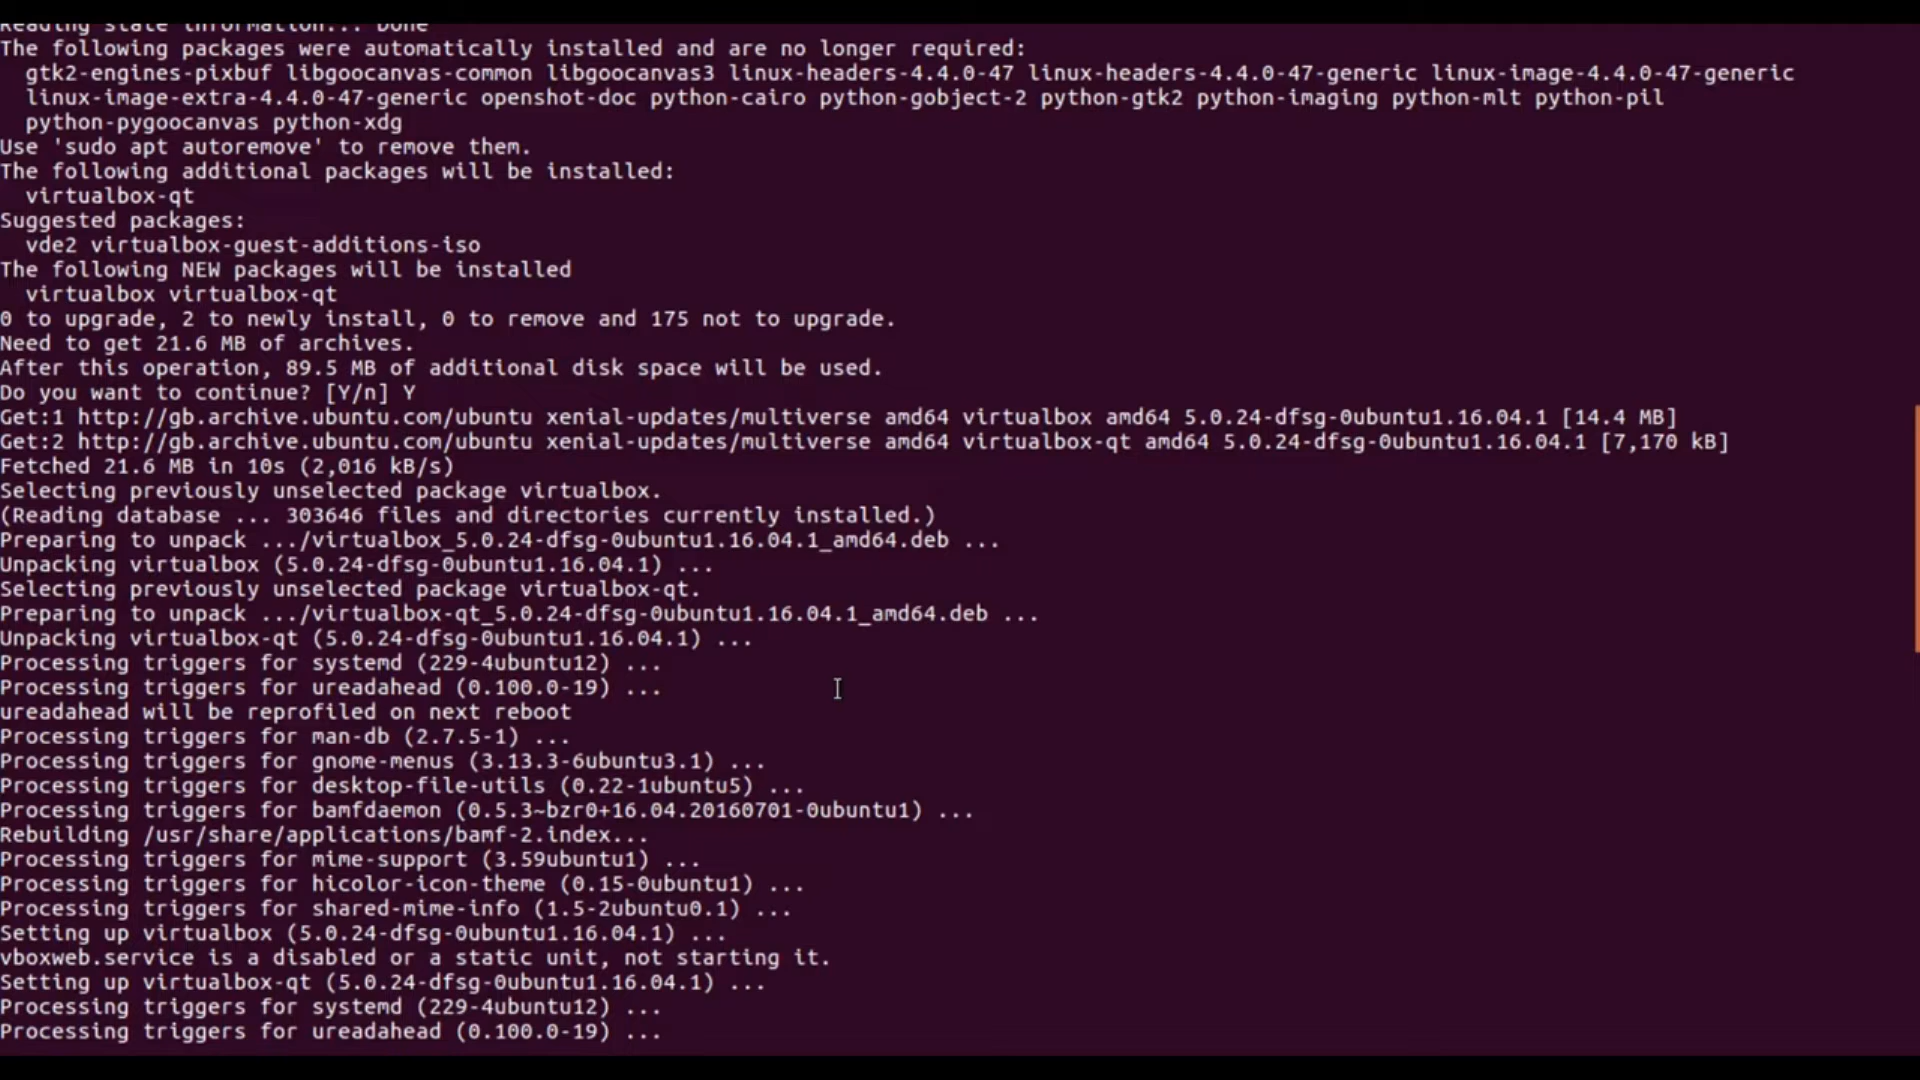 Reading state information... Done
The following packages were automatically installed and are no longer required:
  gtk2-engines-pixbuf libgoocanvas-common libgoocanvas3 linux-headers-4.4.0-47 linux-headers-4.4.0-47-generic linux-image-4.4.0-47-generic
  linux-image-extra-4.4.0-47-generic openshot-doc python-cairo python-gobject-2 python-gtk2 python-imaging python-mlt python-pil
  python-pygoocanvas python-xdg
Use 'sudo apt autoremove' to remove them.
The following additional packages will be installed:
  virtualbox-qt
Suggested packages:
  vde2 virtualbox-guest-additions-iso
The following NEW packages will be installed
  virtualbox virtualbox-qt
0 to upgrade, 2 to newly install, 0 to remove and 175 not to upgrade.
Need to get 21.6 MB of archives.
After this operation, 89.5 MB of additional disk space will be used.
Do you want to continue? [Y/n] Y
Get:1 http://gb.archive.ubuntu.com/ubuntu xenial-updates/multiverse amd64 virtualbox amd64 5.0.24-dfsg-0ubuntu1.16.04.1 [14.4 MB]
Get:2 http://gb.archive.ubuntu.com/ubuntu xenial-updates/multiverse amd64 virtualbox-qt amd64 5.0.24-dfsg-0ubuntu1.16.04.1 [7,170 kB]
Fetched 21.6 MB in 10s (2,016 kB/s)
Selecting previously unselected package virtualbox.
(Reading database ... 303646 files and directories currently installed.)
Preparing to unpack .../virtualbox_5.0.24-dfsg-0ubuntu1.16.04.1_amd64.deb ...
Unpacking virtualbox (5.0.24-dfsg-0ubuntu1.16.04.1) ...
Selecting previously unselected package virtualbox-qt.
Preparing to unpack .../virtualbox-qt_5.0.24-dfsg-0ubuntu1.16.04.1_amd64.deb ...
Unpacking virtualbox-qt (5.0.24-dfsg-0ubuntu1.16.04.1) ...
Processing triggers for systemd (229-4ubuntu12) ...
Processing triggers for ureadahead (0.100.0-19) ...
ureadahead will be reprofiled on next reboot
Processing triggers for man-db (2.7.5-1) ...
Processing triggers for gnome-menus (3.13.3-6ubuntu3.1) ...
Processing triggers for desktop-file-utils (0.22-1ubuntu5) ...
Processing triggers for bamfdaemon (0.5.3~bzr0+16.04.20160701-0ubuntu1) ...
Rebuilding /usr/share/applications/bamf-2.index...
Processing triggers for mime-support (3.59ubuntu1) ...
Processing triggers for hicolor-icon-theme (0.15-0ubuntu1) ...
Processing triggers for shared-mime-info (1.5-2ubuntu0.1) ...
Setting up virtualbox (5.0.24-dfsg-0ubuntu1.16.04.1) ...
vboxweb.service is a disabled or a static unit, not starting it.
Setting up virtualbox-qt (5.0.24-dfsg-0ubuntu1.16.04.1) ...
Processing triggers for systemd (229-4ubuntu12) ...
Processing triggers for ureadahead (0.100.0-19) ...